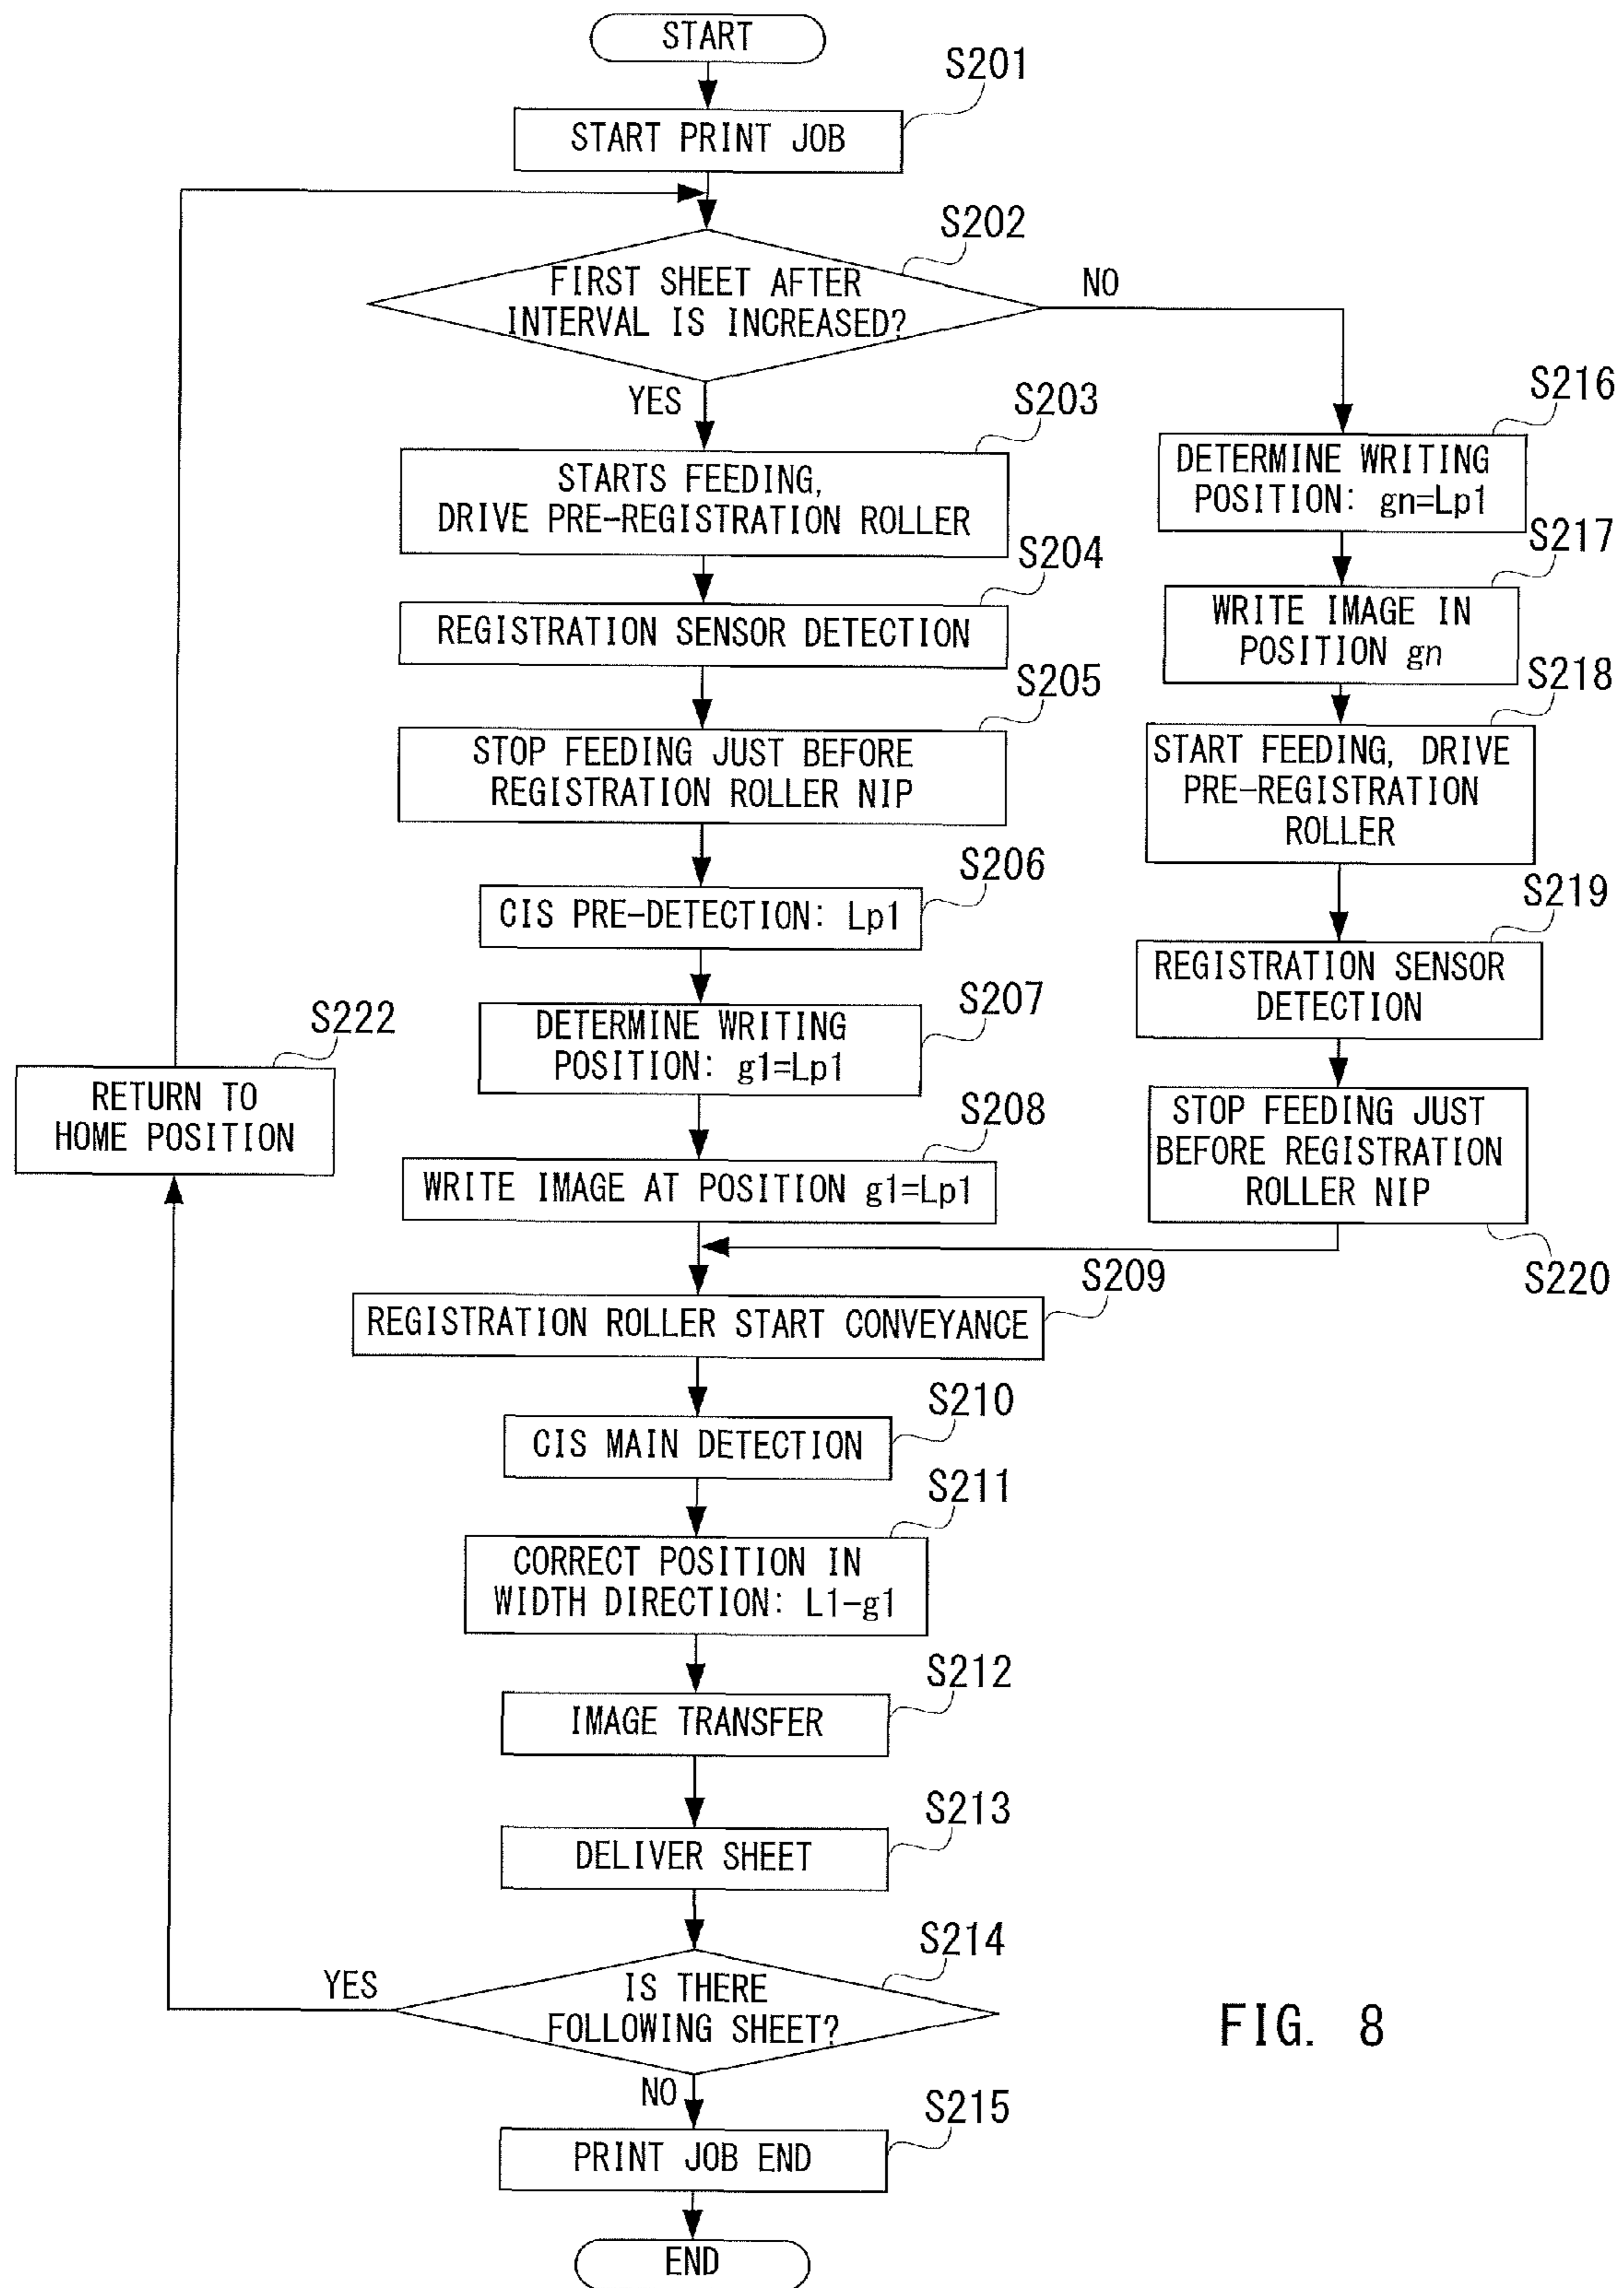 START
S201
START PRINT JOB
S202
FIRST SHEET AFTER
INTERVAL IS INCREASED?
NO
YES
S203
STARTS FEEDING,
DRIVE PRE-REGISTRATION ROLLER
S204
REGISTRATION SENSOR DETECTION
S205
STOP FEEDING JUST BEFORE
REGISTRATION ROLLER NIP
S206
CIS PRE-DETECTION: Lp1
S207
DETERMINE WRITING
POSITION: g1=Lp1
S208
WRITE IMAGE AT POSITION g1=Lp1
S216
DETERMINE WRITING
POSITION: gn=Lp1
S217
WRITE IMAGE IN
POSITION gn
S218
START FEEDING, DRIVE
PRE-REGISTRATION
ROLLER
S219
REGISTRATION SENSOR
DETECTION
STOP FEEDING JUST
BEFORE REGISTRATION
ROLLER NIP
S220
S222
RETURN TO
HOME POSITION
S209
REGISTRATION ROLLER START CONVEYANCE
S210
CIS MAIN DETECTION
S211
CORRECT POSITION IN
WIDTH DIRECTION: L1-g1
S212
IMAGE TRANSFER
S213
DELIVER SHEET
S214
YES
IS THERE
FOLLOWING SHEET?
NO
S215
PRINT JOB END
END
FIG. 8